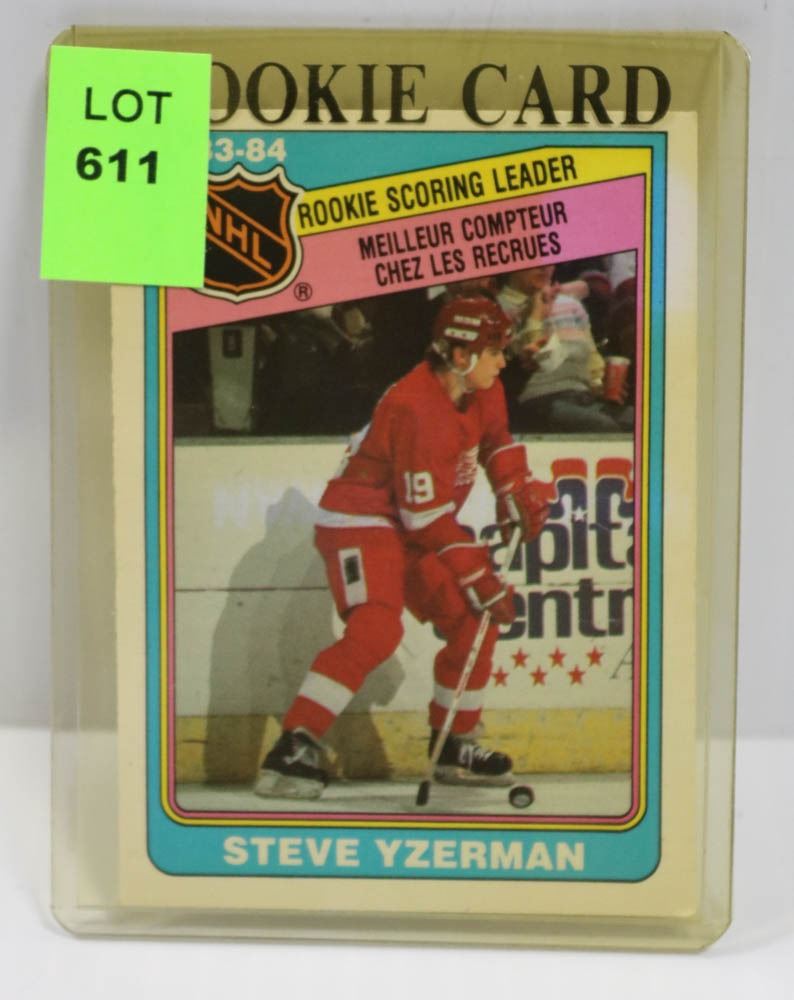 LOT
611
OOKIE CARD
3-84
NHL
®
ROOKIE SCORING LEADER
MEILLEUR COMPTEUR
CHEZ LES RECRUES
19
apit
entr
STEVE YZERMAN